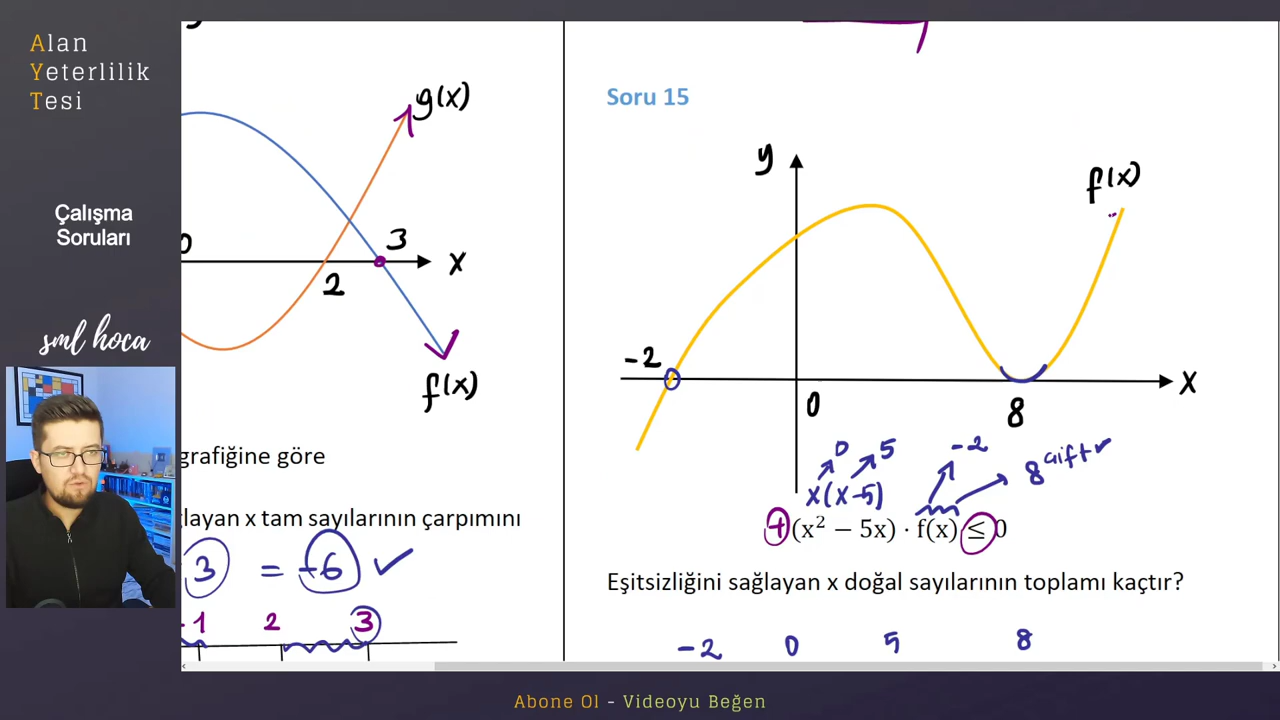 Alan
Yeterlilik
Tesi
Çalışma
Soruları
sml hoca
g(x)
0
2
3
x
f(x)
grafiğine göre
ğlayan x tam sayılarının çarpımını
3 = -6 ✓
-1 2 3
Soru 15
y
f(x)
-2
0
8
x
0 5 -2 8 çift ✓
x(x-5)
+(x² − 5x) · f(x) ≤ 0
Eşitsizliğini sağlayan x doğal sayılarının toplamı kaçtır?
-2 0 5 8
Abone Ol - Videoyu Beğen